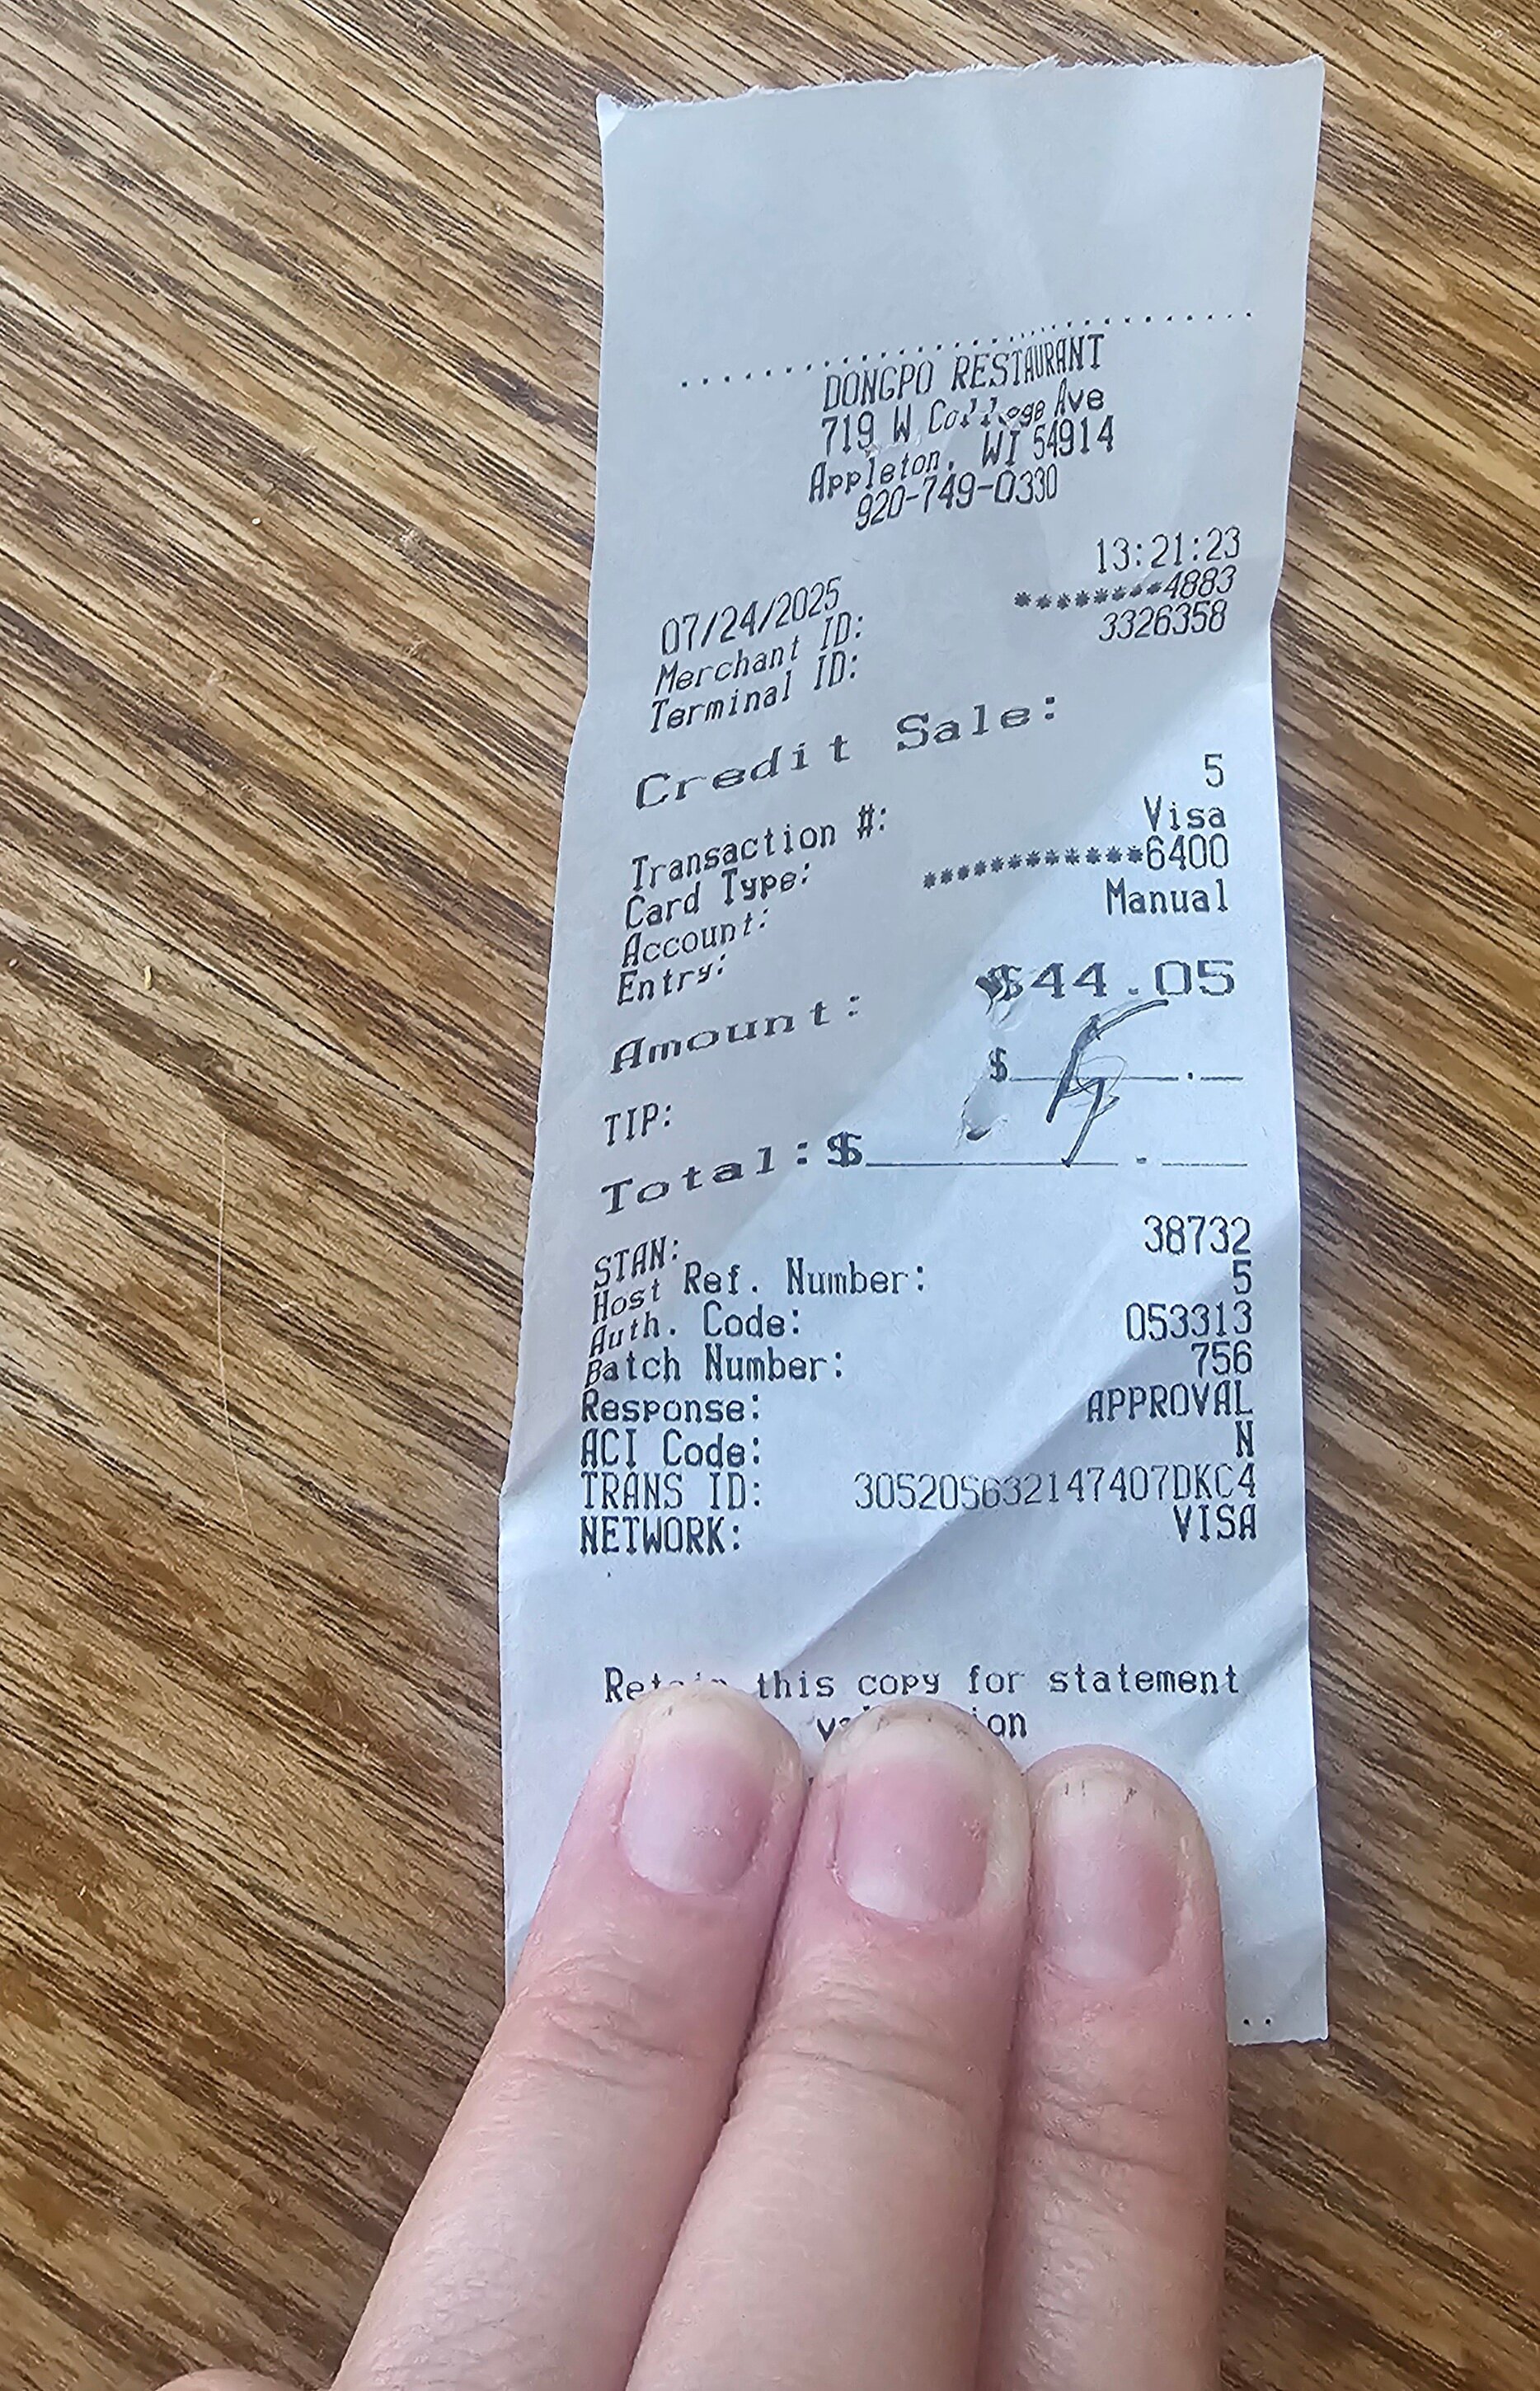 DONGPO RESTAURANT
719 W College Ave
Appleton, WI 54914
920-749-0330
07/24/2025 13:21:23
Merchant ID: ********4883
Terminal ID: 3326358
Credit Sale:
Transaction #: 5
Card Type: Visa
Account: ************6400
Entry: Manual
Amount: $44.05
TIP: $ .
Total:$ .
STAN: 38732
Host Ref. Number: 5
Auth. Code: 053313
Batch Number: 756
Response: APPROVAL
ACI Code: N
TRANS ID: 305205632147407DKC4
NETWORK: VISA
Retain this copy for statement